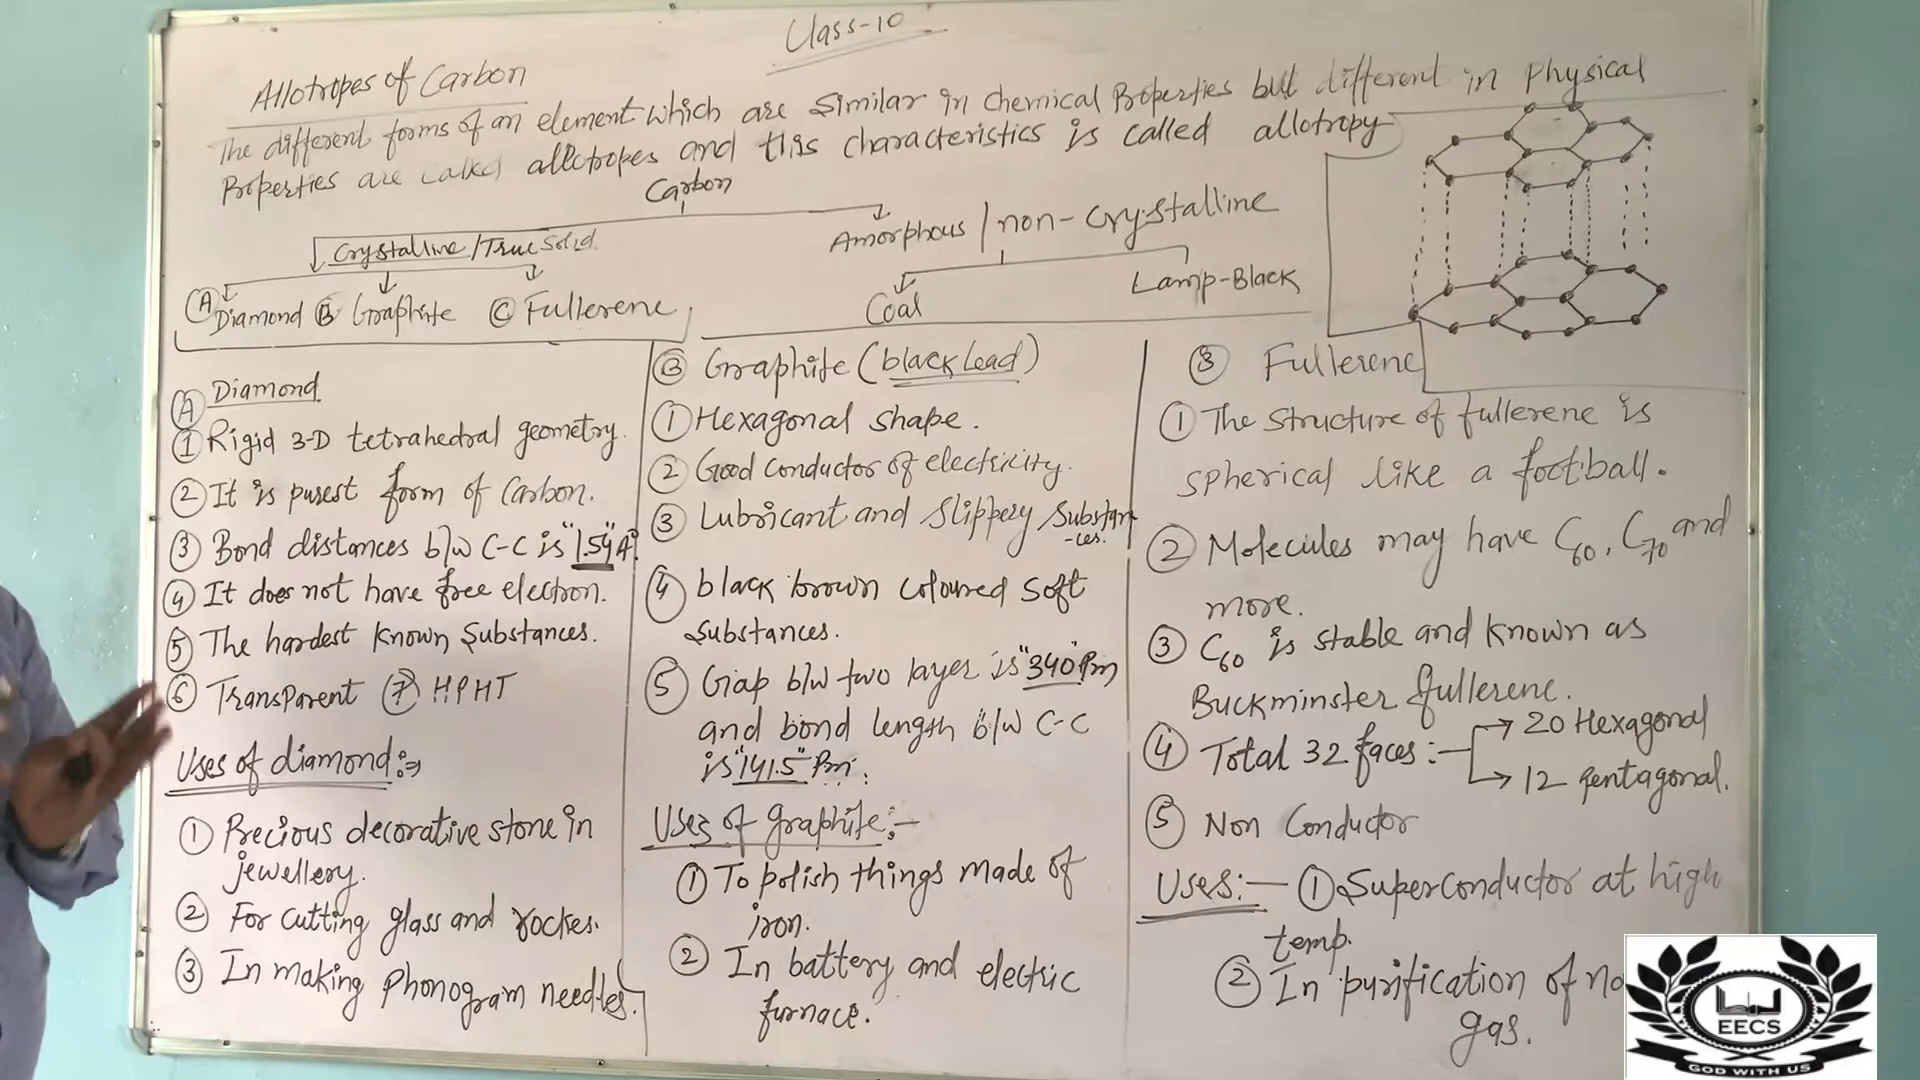 Class-10
Allotropes of Carbon
The different forms of an element which are similar in chemical Properties but different in Physical
Properties are called allotropes and this characteristics is called allotropy
Carbon
Crystalline/True Solid
Amorphous / non-crystalline
(A) Diamond (B) Graphite (C) Fullerene
Coal
Lamp-Black
(A) Diamond
(1) Rigid 3-D tetrahedral geometry.
(2) It is purest form of Carbon.
(3) Bond distances b/w C-C is "1.54" A°.
(4) It does not have free electron.
(5) The hardest known substances.
(6) Transparent (7) HPHT
Uses of diamond:⇒
(1) Precious decorative stone in
jewellery.
(2) For cutting glass and rockes.
(3) In making Phonogram needles.
(B) Graphite (black Lead)
(1) Hexagonal shape.
(2) Good conductor of electricity.
(3) Lubricant and Slippery Substan
-ces.
(4) black brown coloured soft
substances.
(5) Gap b/w two layer is "340" Pm
and bond length b/w C-C
is "141.5" Pm.
Uses of graphite:-
(1) To polish things made of
iron.
(2) In battery and electric
furnace.
(3) Fullerene
(1) The structure of fullerene is
spherical like a football.
(2) Molecules may have C60, C70 and
more.
(3) C60 is stable and known as
Buckminster fullerene.
(4) Total 32 faces:- → 20 Hexagonal
→ 12 Pentagonal.
(5) Non Conductor
Uses:- (1) Superconductor at high
temp.
(2) In purification of no
gas.
EECS
GOD WITH US